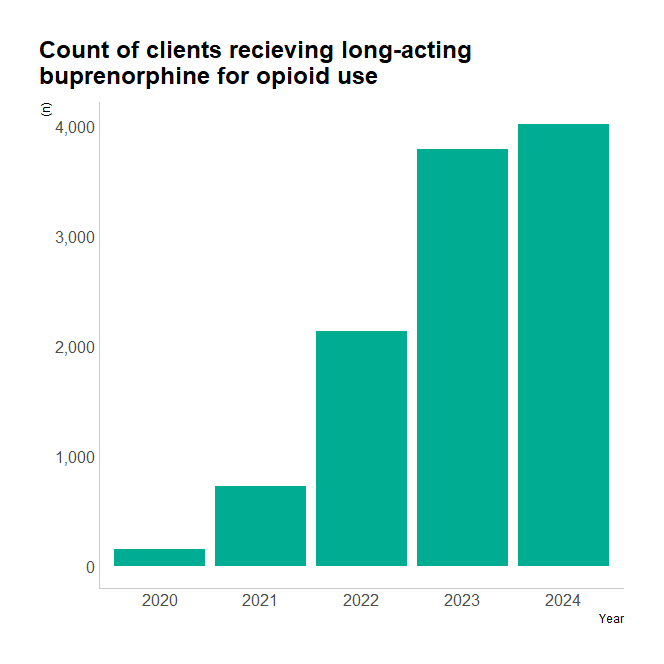 Count of clients recieving long-acting
buprenorphine for opioid use
(n)
4,000
3,000
2,000
1,000
0
2020 2021 2022 2023 2024
Year